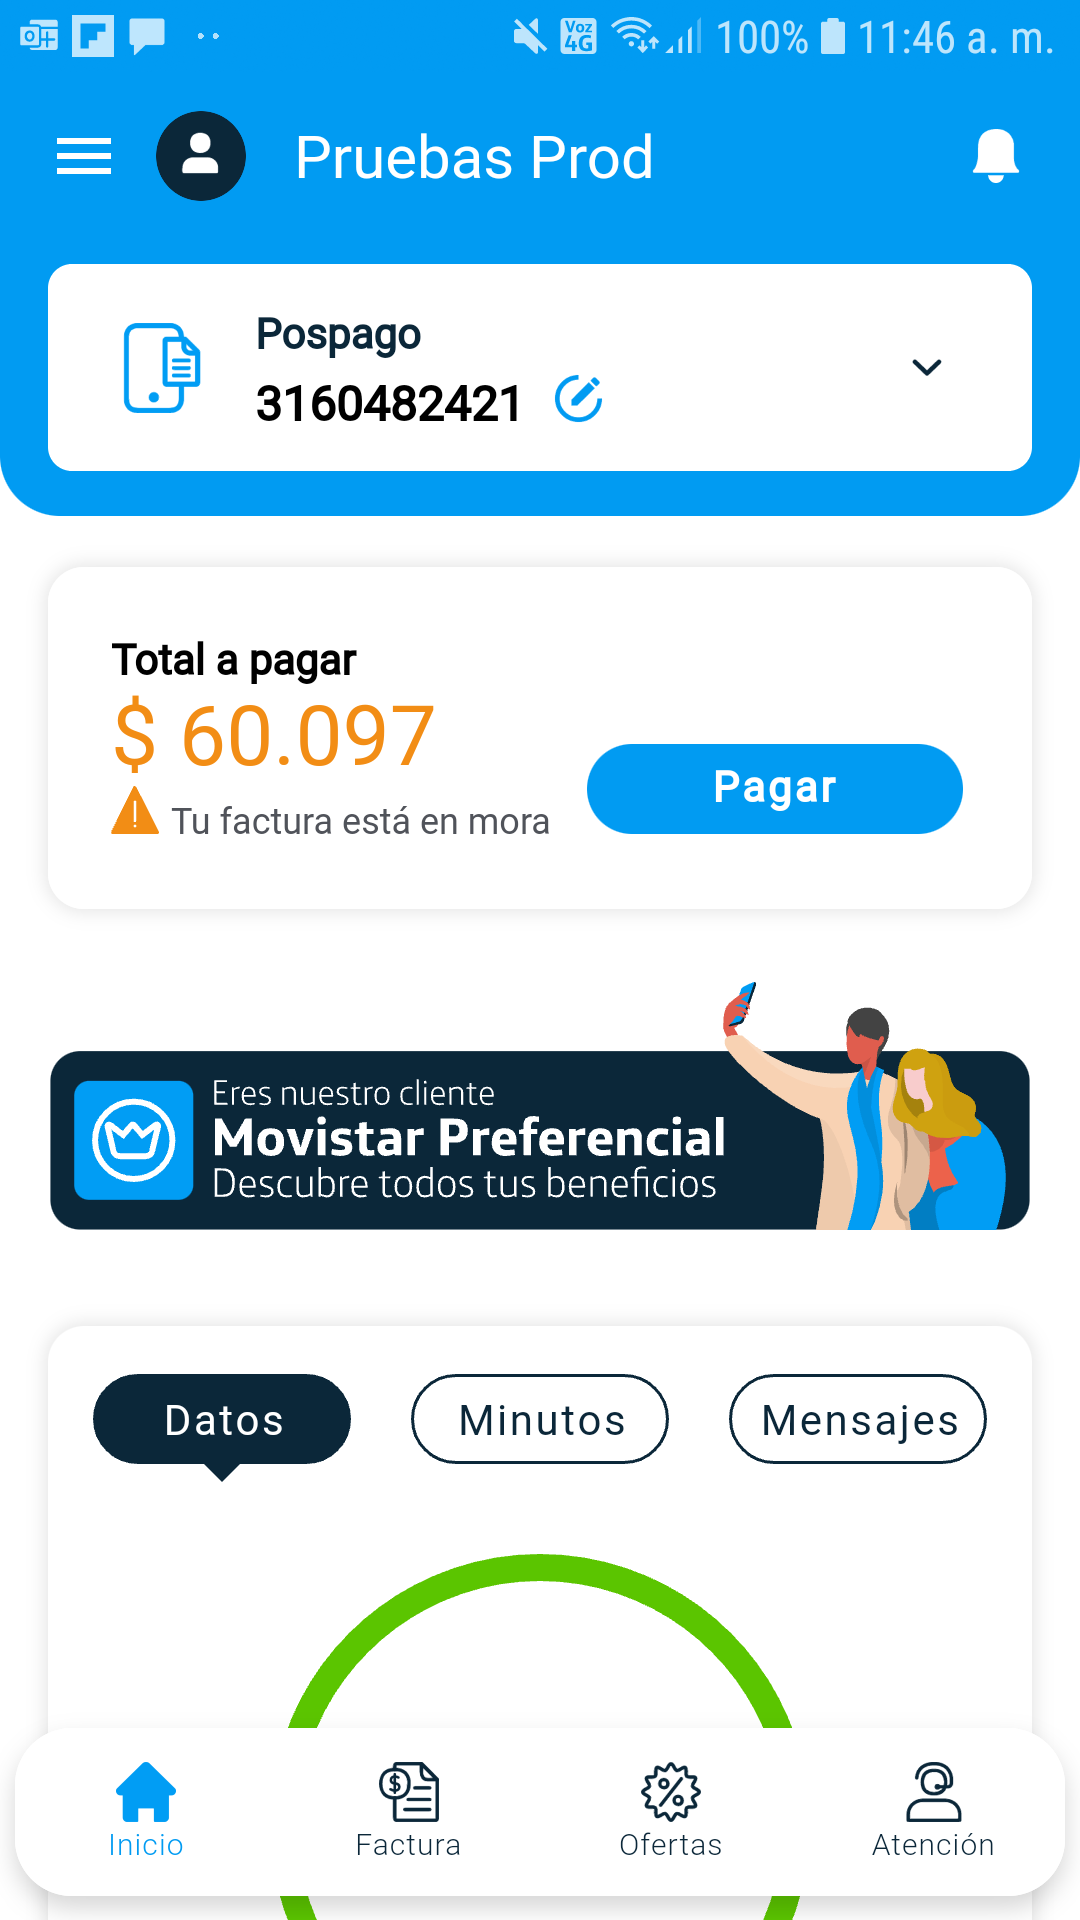 Voz
4G
100%
11:46 a. m.
Pruebas Prod
Pospago
3160482421
Total a pagar
$ 60.097
Tu factura está en mora
Pagar
Eres nuestro cliente
Movistar Preferencial
Descubre todos tus beneficios
Datos
Minutos
Mensajes
Inicio
Factura
Ofertas
Atención